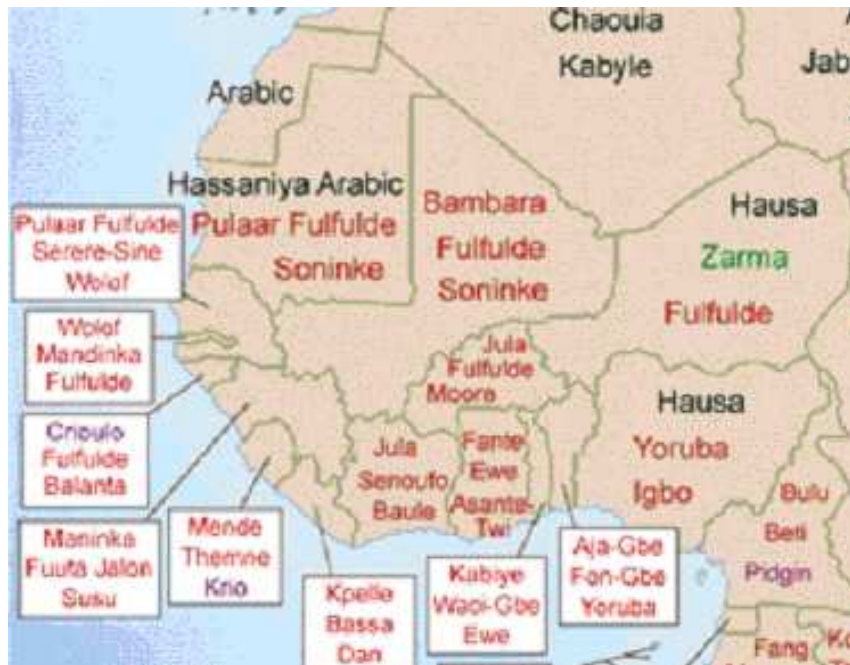 Chaouia
Kabyle
Jab
Arabic
Hassaniya Arabic
Pulaar Fulfulde
Soninke
Bambara
Fulfulde
Soninke
Hausa
Zarma
Fulfulde
Pulaar Fulfulde
Serere-Sine
Wolof
Wolof
Mandinka
Fulfulde
Crioulo
Fulfulde
Balanta
Maninka
Fuuta Jalon
Susu
Mende
Themne
Krio
Kpelle
Bassa
Dan
Jula
Senoufo
Baule
Jula
Fulfulde
Moore
Fante
Ewe
Asante-
Twi
Kabiye
Waci-Gbe
Ewe
Aja-Gbe
Fon-Gbe
Yoruba
Hausa
Yoruba
Igbo
Bulu
Beti
Pidgin
Fang